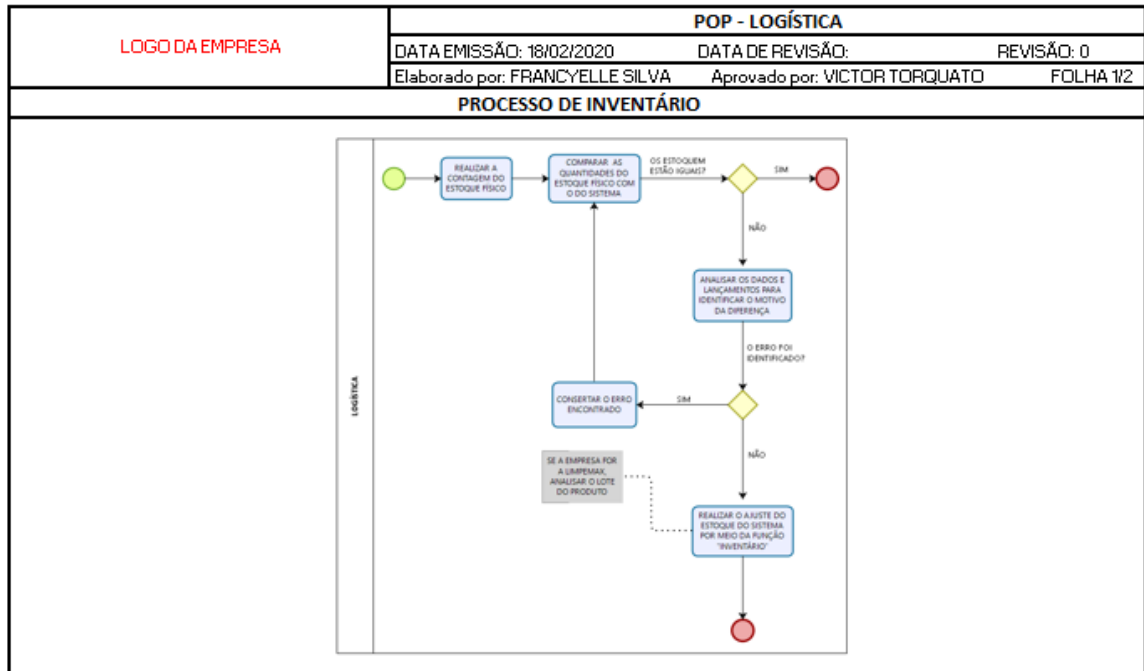 LOGO DA EMPRESA
POP - LOGÍSTICA
DATA EMISSÃO: 18/02/2020 DATA DE REVISÃO: REVISÃO: 0
Elaborado por: FRANCYELLE SILVA Aprovado por: VICTOR TORQUATO FOLHA 1/2
PROCESSO DE INVENTÁRIO
LOGÍSTICA
REALIZAR A
CONTAGEM DO
ESTOQUE FÍSICO
COMPARAR AS
QUANTIDADES DO
ESTOQUE FÍSICO COM
O DO SISTEMA
OS ESTOQUEM
ESTÃO IGUAIS?
SIM
NÃO
ANALISAR OS DADOS E
LANÇAMENTOS PARA
IDENTIFICAR O MOTIVO
DA DIFERENÇA
O ERRO FOI
IDENTIFICADO?
SIM
CONSERTAR O ERRO
ENCONTRADO
NÃO
SE A EMPRESA FOR
A LIMPEMAX,
ANALISAR O LOTE
DO PRODUTO
REALIZAR O AJUSTE DO
ESTOQUE DO SISTEMA
POR MEIO DA FUNÇÃO
"INVENTÁRIO"